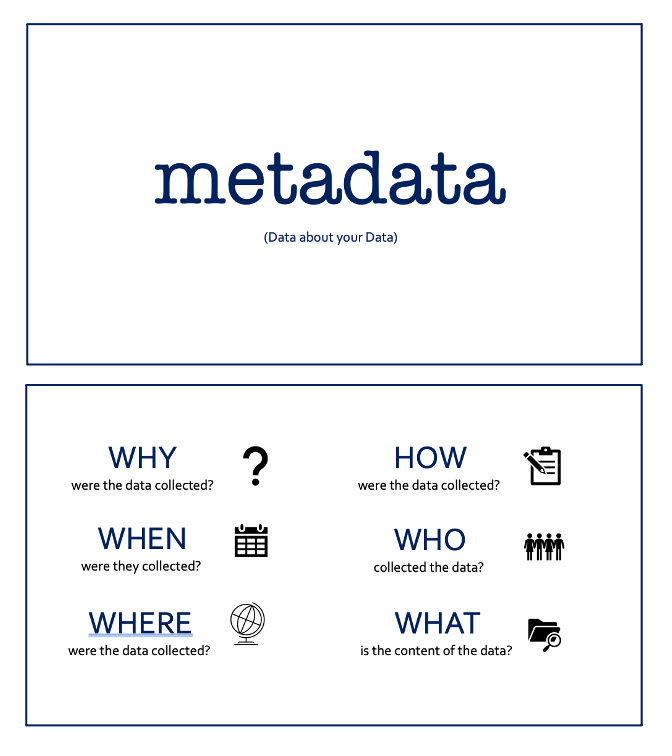 metadata
(Data about your Data)
WHY
were the data collected?
HOW
were the data collected?
WHEN
were they collected?
WHO
collected the data?
WHERE
were the data collected?
WHAT
is the content of the data?